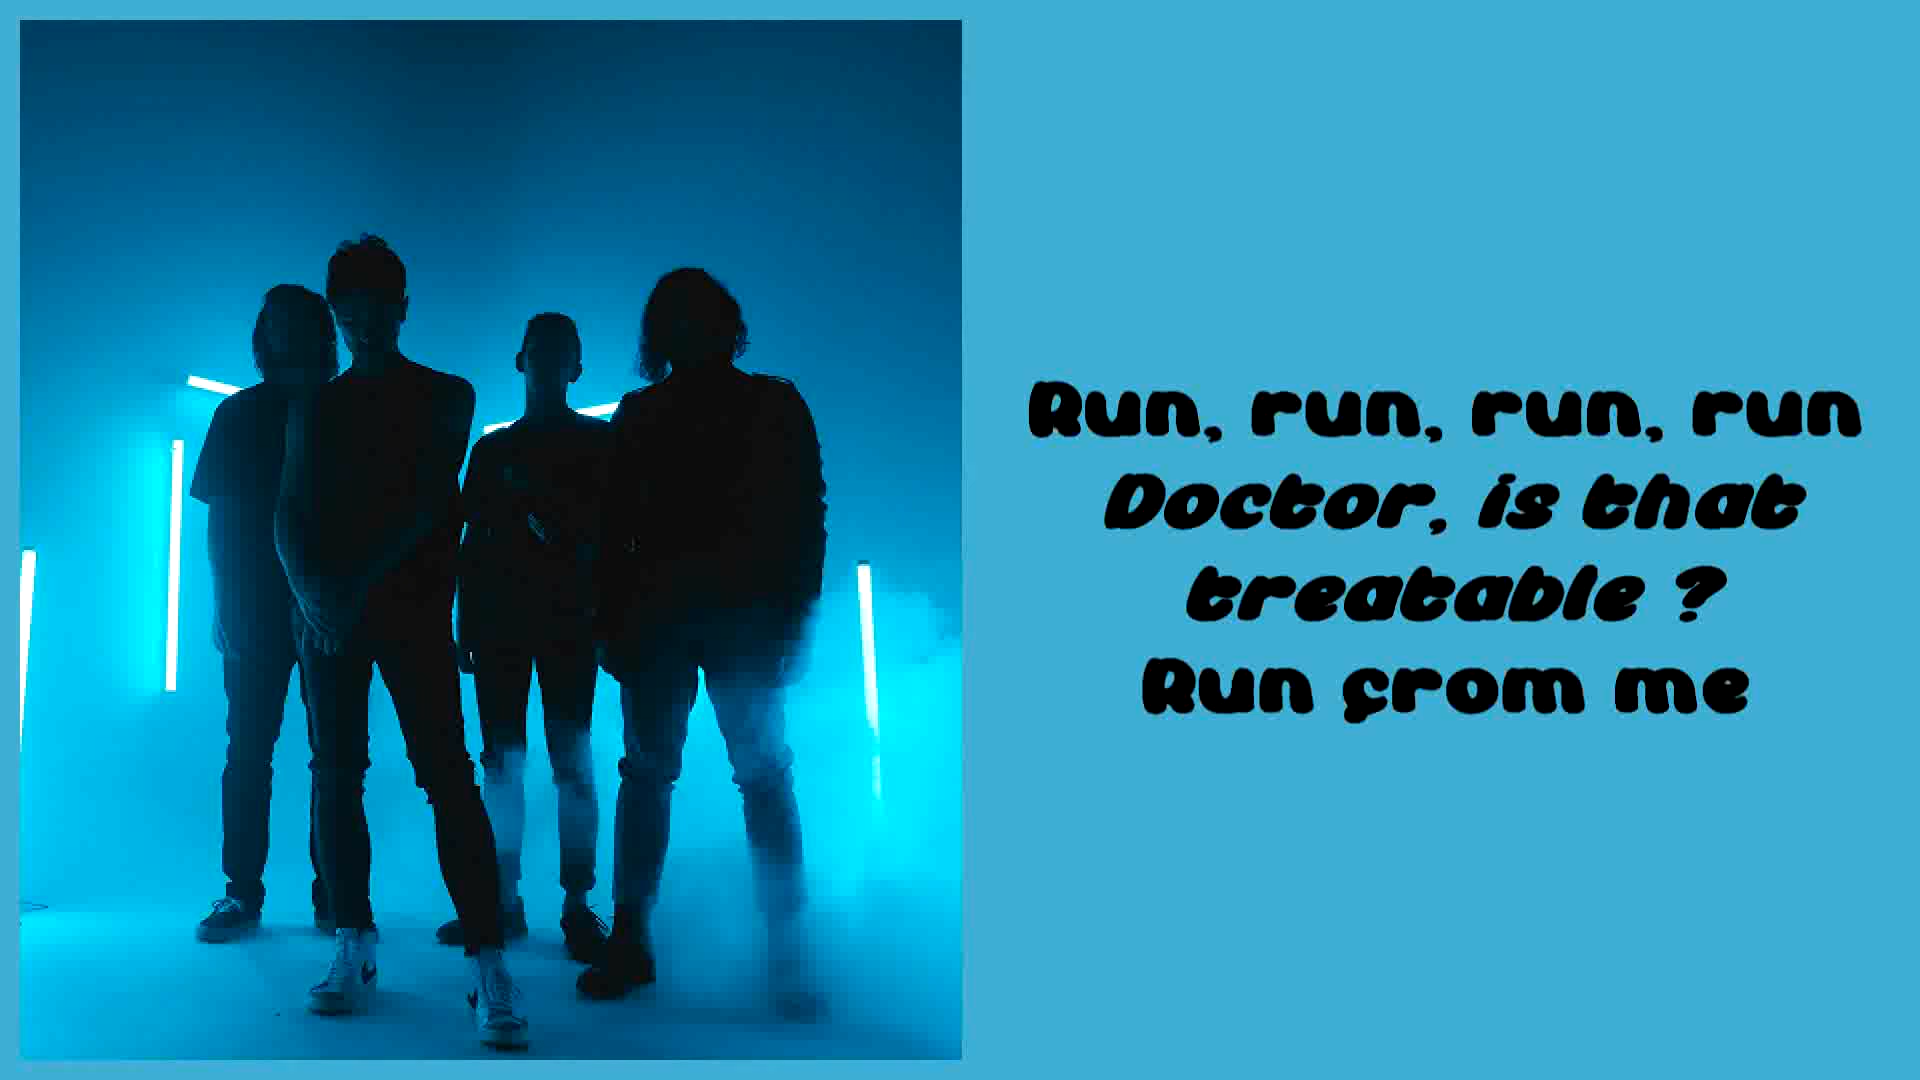 Run, run, run, run
Doctor, is that
treatable ?
Run from me